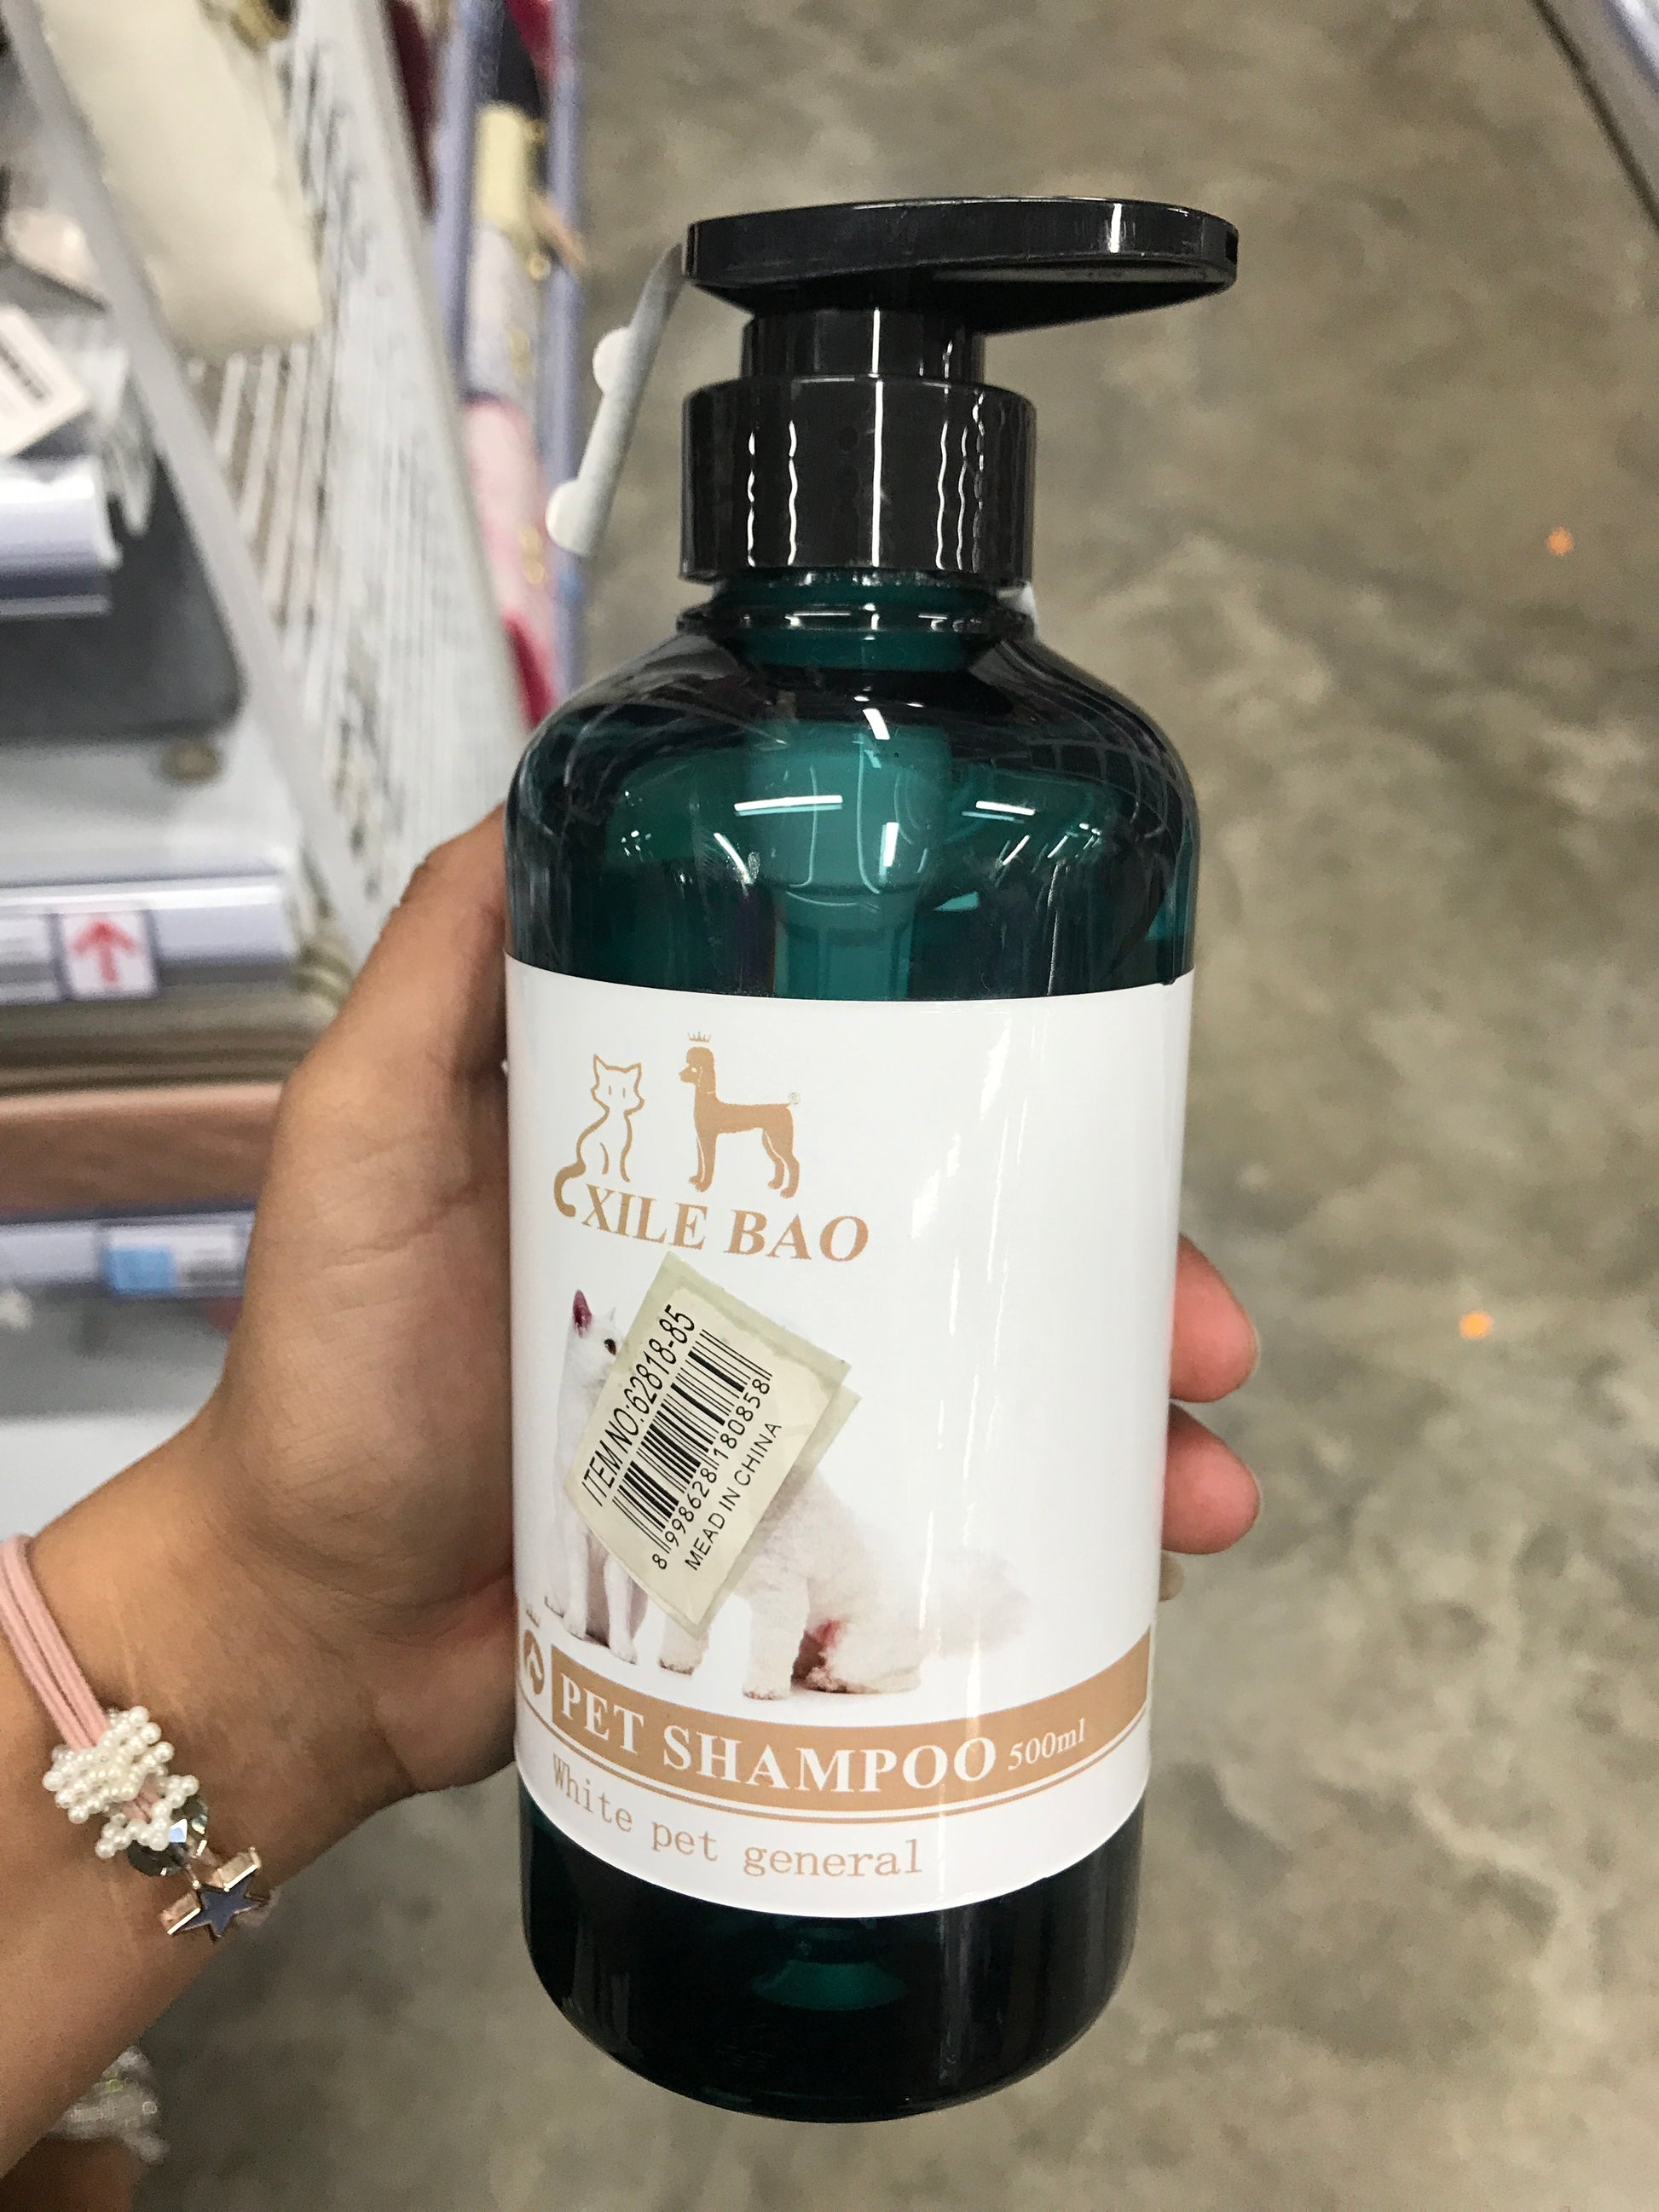 ®
XILE BAO
ITEM NO:62818-85
8 998628 180858
MEAD IN CHINA
PET SHAMPOO 500ml
White pet general